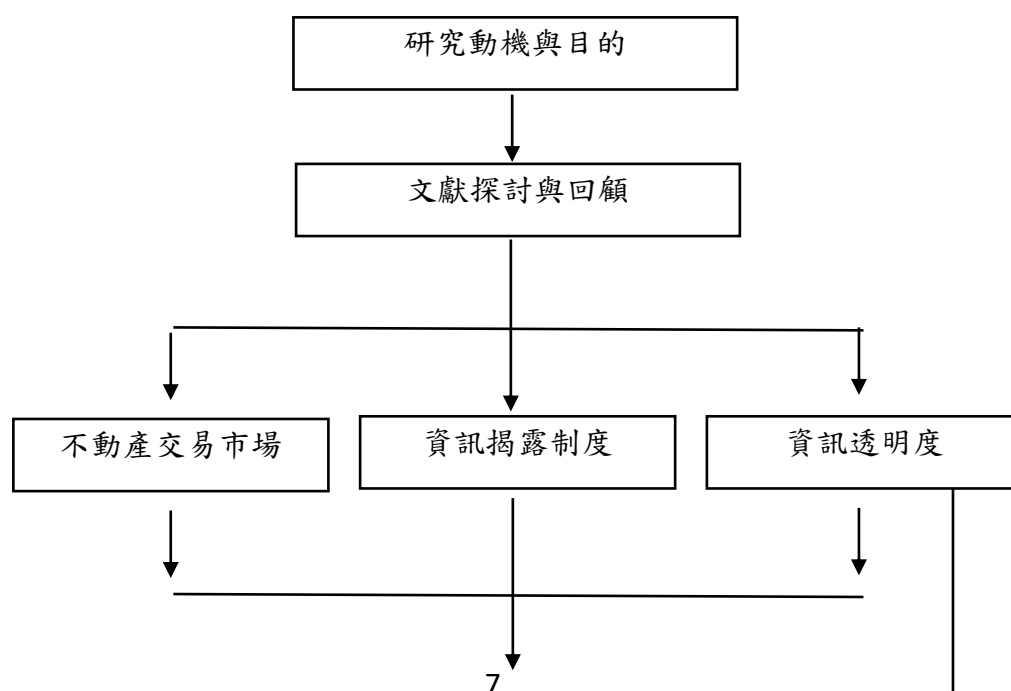 研究動機與目的
文獻探討與回顧
不動產交易市場
資訊揭露制度
資訊透明度
7